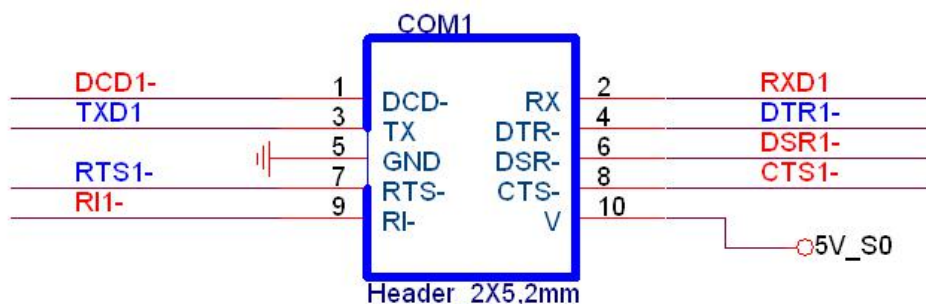 COM1
DCD1- 1 DCD- RX 2 RXD1
TXD1 3 TX DTR- 4 DTR1-
5 GND DSR- 6 DSR1-
RTS1- 7 RTS- CTS- 8 CTS1-
RI1- 9 RI- V 10
5V_S0
Header 2X5,2mm